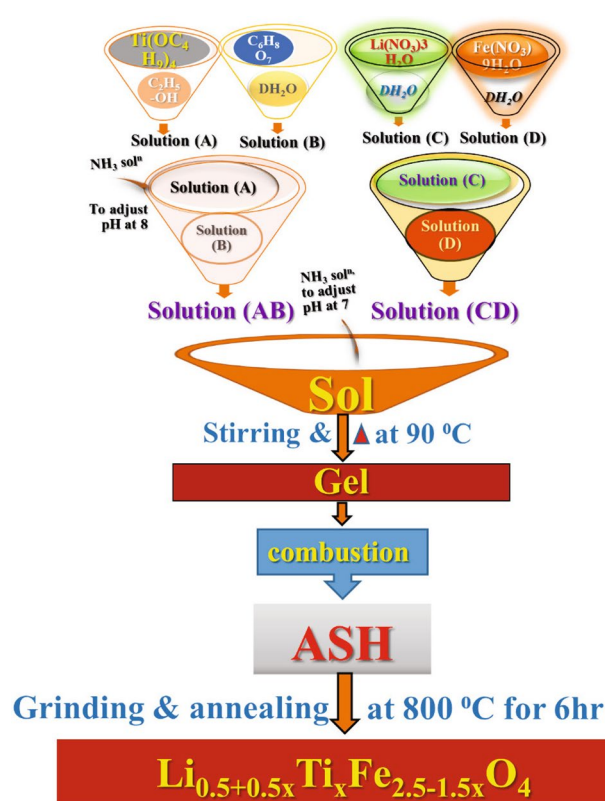 Ti(OC4
H9)4
C2H5
-OH
C6H8
O7
DH2O
Li(NO3)3
H2O
DH2O
Fe(NO3)
9H2O
DH2O
Solution (A)
Solution (B)
Solution (C)
Solution (D)
NH3 solⁿ
To adjust
pH at 8
Solution (A)
Solution
(B)
Solution (C)
Solution
(D)
NH3 solⁿ·
to adjust
pH at 7
Solution (AB)
Solution (CD)
Sol
Stirring & ▲ at 90 ⁰C
Gel
combustion
ASH
Grinding & annealing at 800 ⁰C for 6hr
Li0.5+0.5xTixFe2.5-1.5xO4